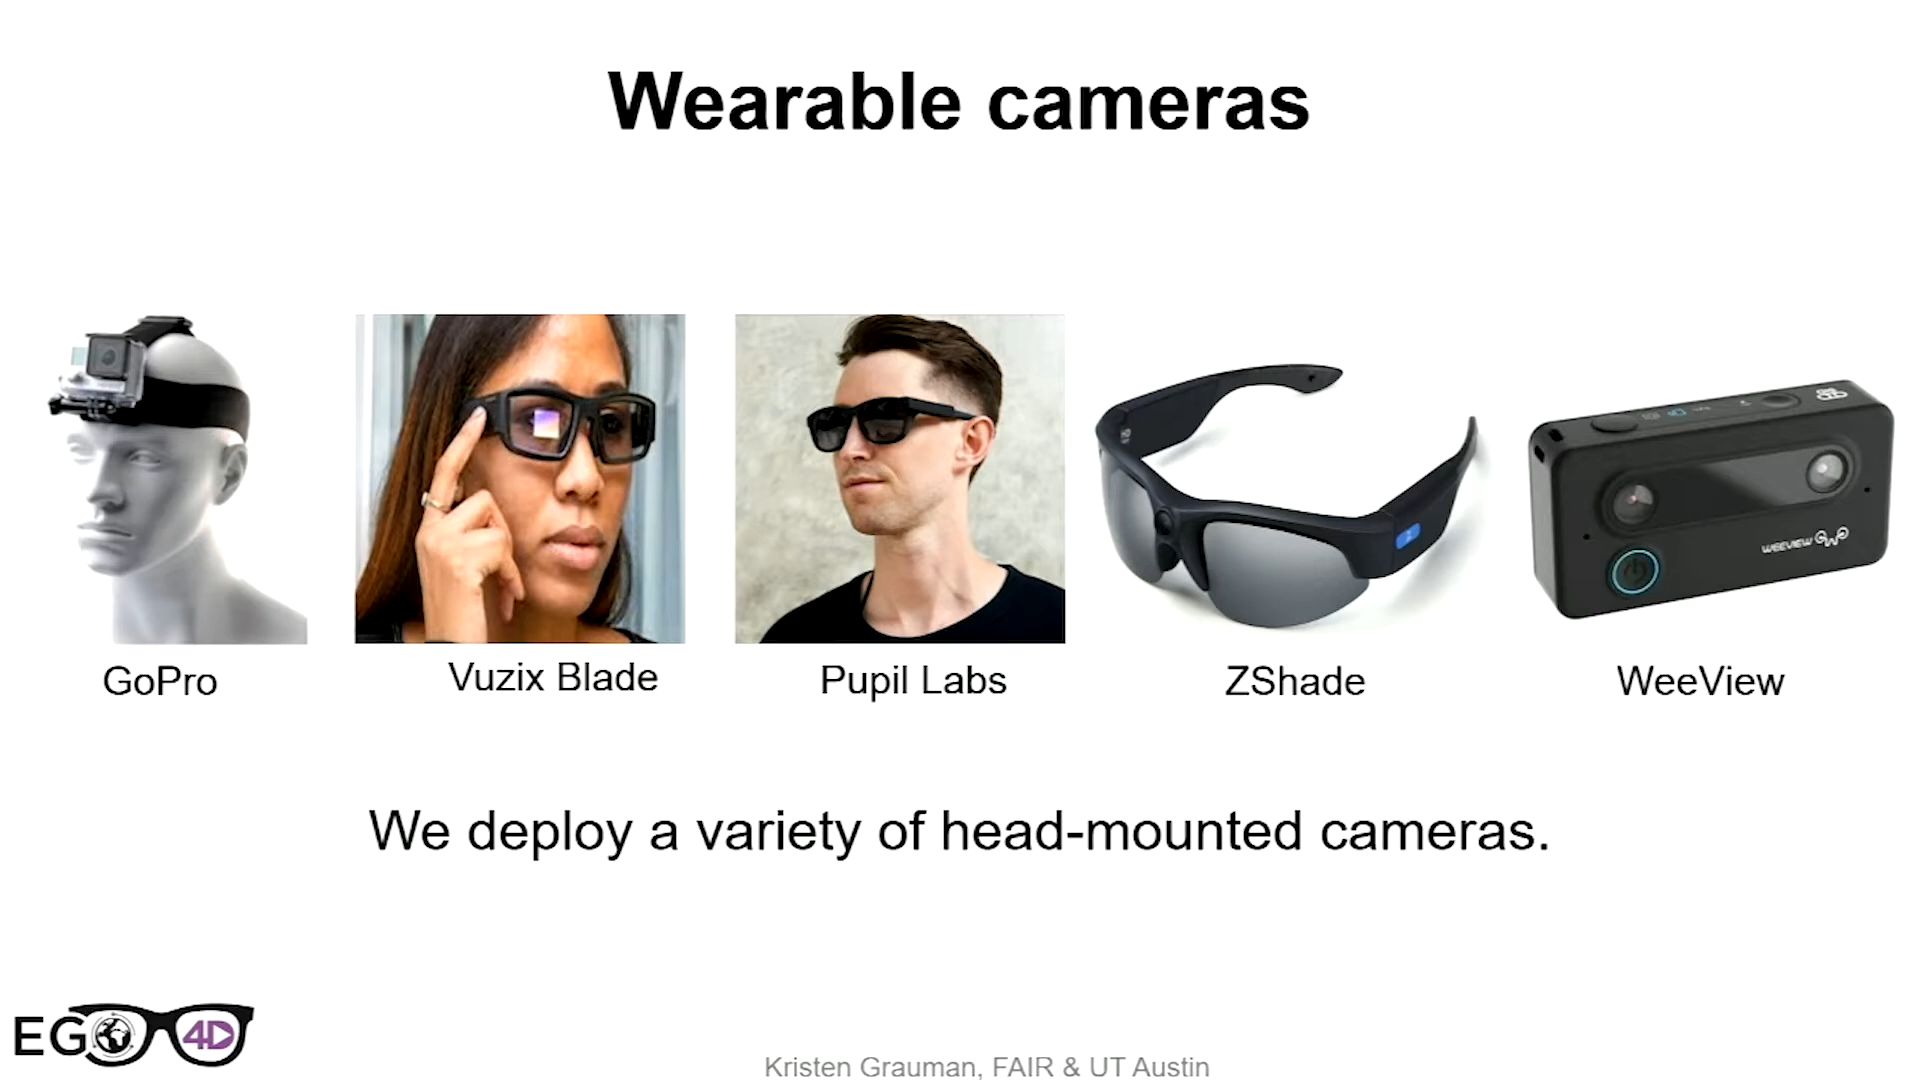 Wearable cameras
WEEVIEW
GoPro
Vuzix Blade
Pupil Labs
ZShade
WeeView
We deploy a variety of head-mounted cameras.
EGO4D
Kristen Grauman, FAIR & UT Austin